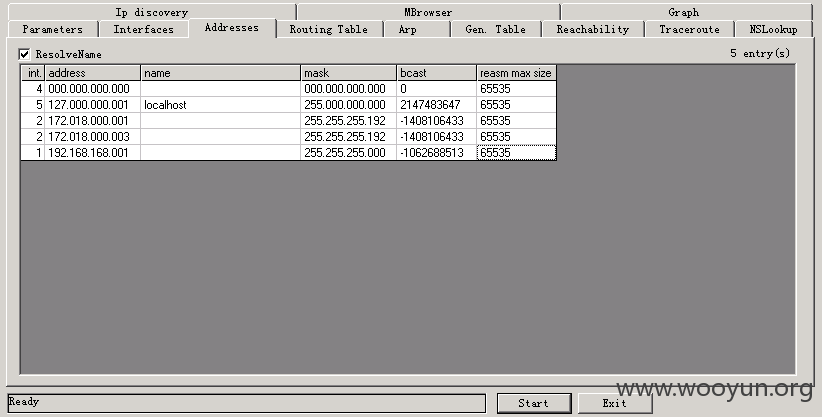 Ip discovery MBrowser Graph
Parameters Interfaces Addresses Routing Table Arp Gen. Table Reachability Traceroute NSLookup
ResolveName 5 entry(s)
int. address name mask bcast reasm max size
4 000.000.000.000 000.000.000.000 0 65535
5 127.000.000.001 localhost 255.000.000.000 2147483647 65535
2 172.018.000.001 255.255.255.192 -1408106433 65535
2 172.018.000.003 255.255.255.192 -1408106433 65535
1 192.168.168.001 255.255.255.000 -1062688513 65535
www.wooyun.org
Ready Start Exit